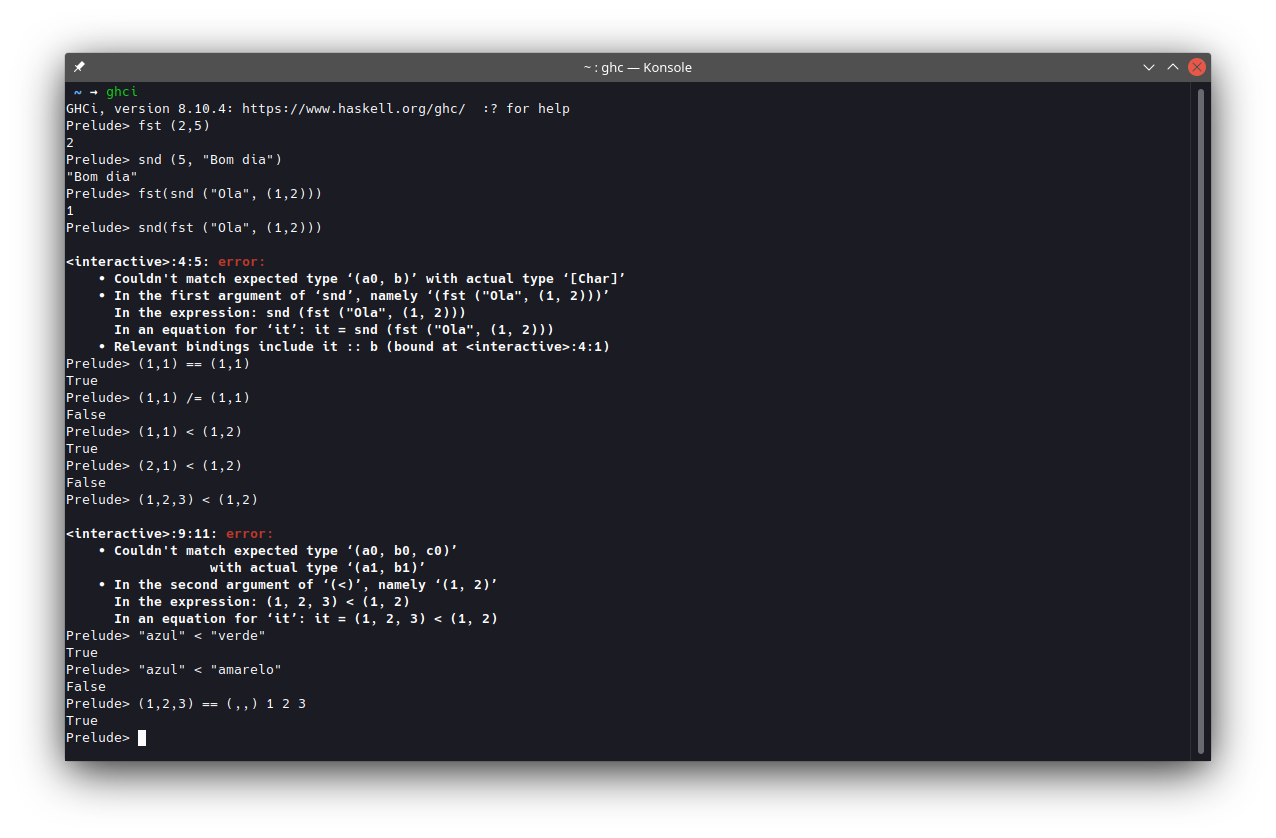 ~ : ghc — Konsole
~ → ghci
GHCi, version 8.10.4: https://www.haskell.org/ghc/  :? for help
Prelude> fst (2,5)
2
Prelude> snd (5, "Bom dia")
"Bom dia"
Prelude> fst(snd ("Ola", (1,2)))
1
Prelude> snd(fst ("Ola", (1,2)))

<interactive>:4:5: error:
    • Couldn't match expected type ‘(a0, b)’ with actual type ‘[Char]’
    • In the first argument of ‘snd’, namely ‘(fst ("Ola", (1, 2)))’
      In the expression: snd (fst ("Ola", (1, 2)))
      In an equation for ‘it’: it = snd (fst ("Ola", (1, 2)))
    • Relevant bindings include it :: b (bound at <interactive>:4:1)
Prelude> (1,1) == (1,1)
True
Prelude> (1,1) /= (1,1)
False
Prelude> (1,1) < (1,2)
True
Prelude> (2,1) < (1,2)
False
Prelude> (1,2,3) < (1,2)

<interactive>:9:11: error:
    • Couldn't match expected type ‘(a0, b0, c0)’
                  with actual type ‘(a1, b1)’
    • In the second argument of ‘(<)’, namely ‘(1, 2)’
      In the expression: (1, 2, 3) < (1, 2)
      In an equation for ‘it’: it = (1, 2, 3) < (1, 2)
Prelude> "azul" < "verde"
True
Prelude> "azul" < "amarelo"
False
Prelude> (1,2,3) == (,,) 1 2 3
True
Prelude>